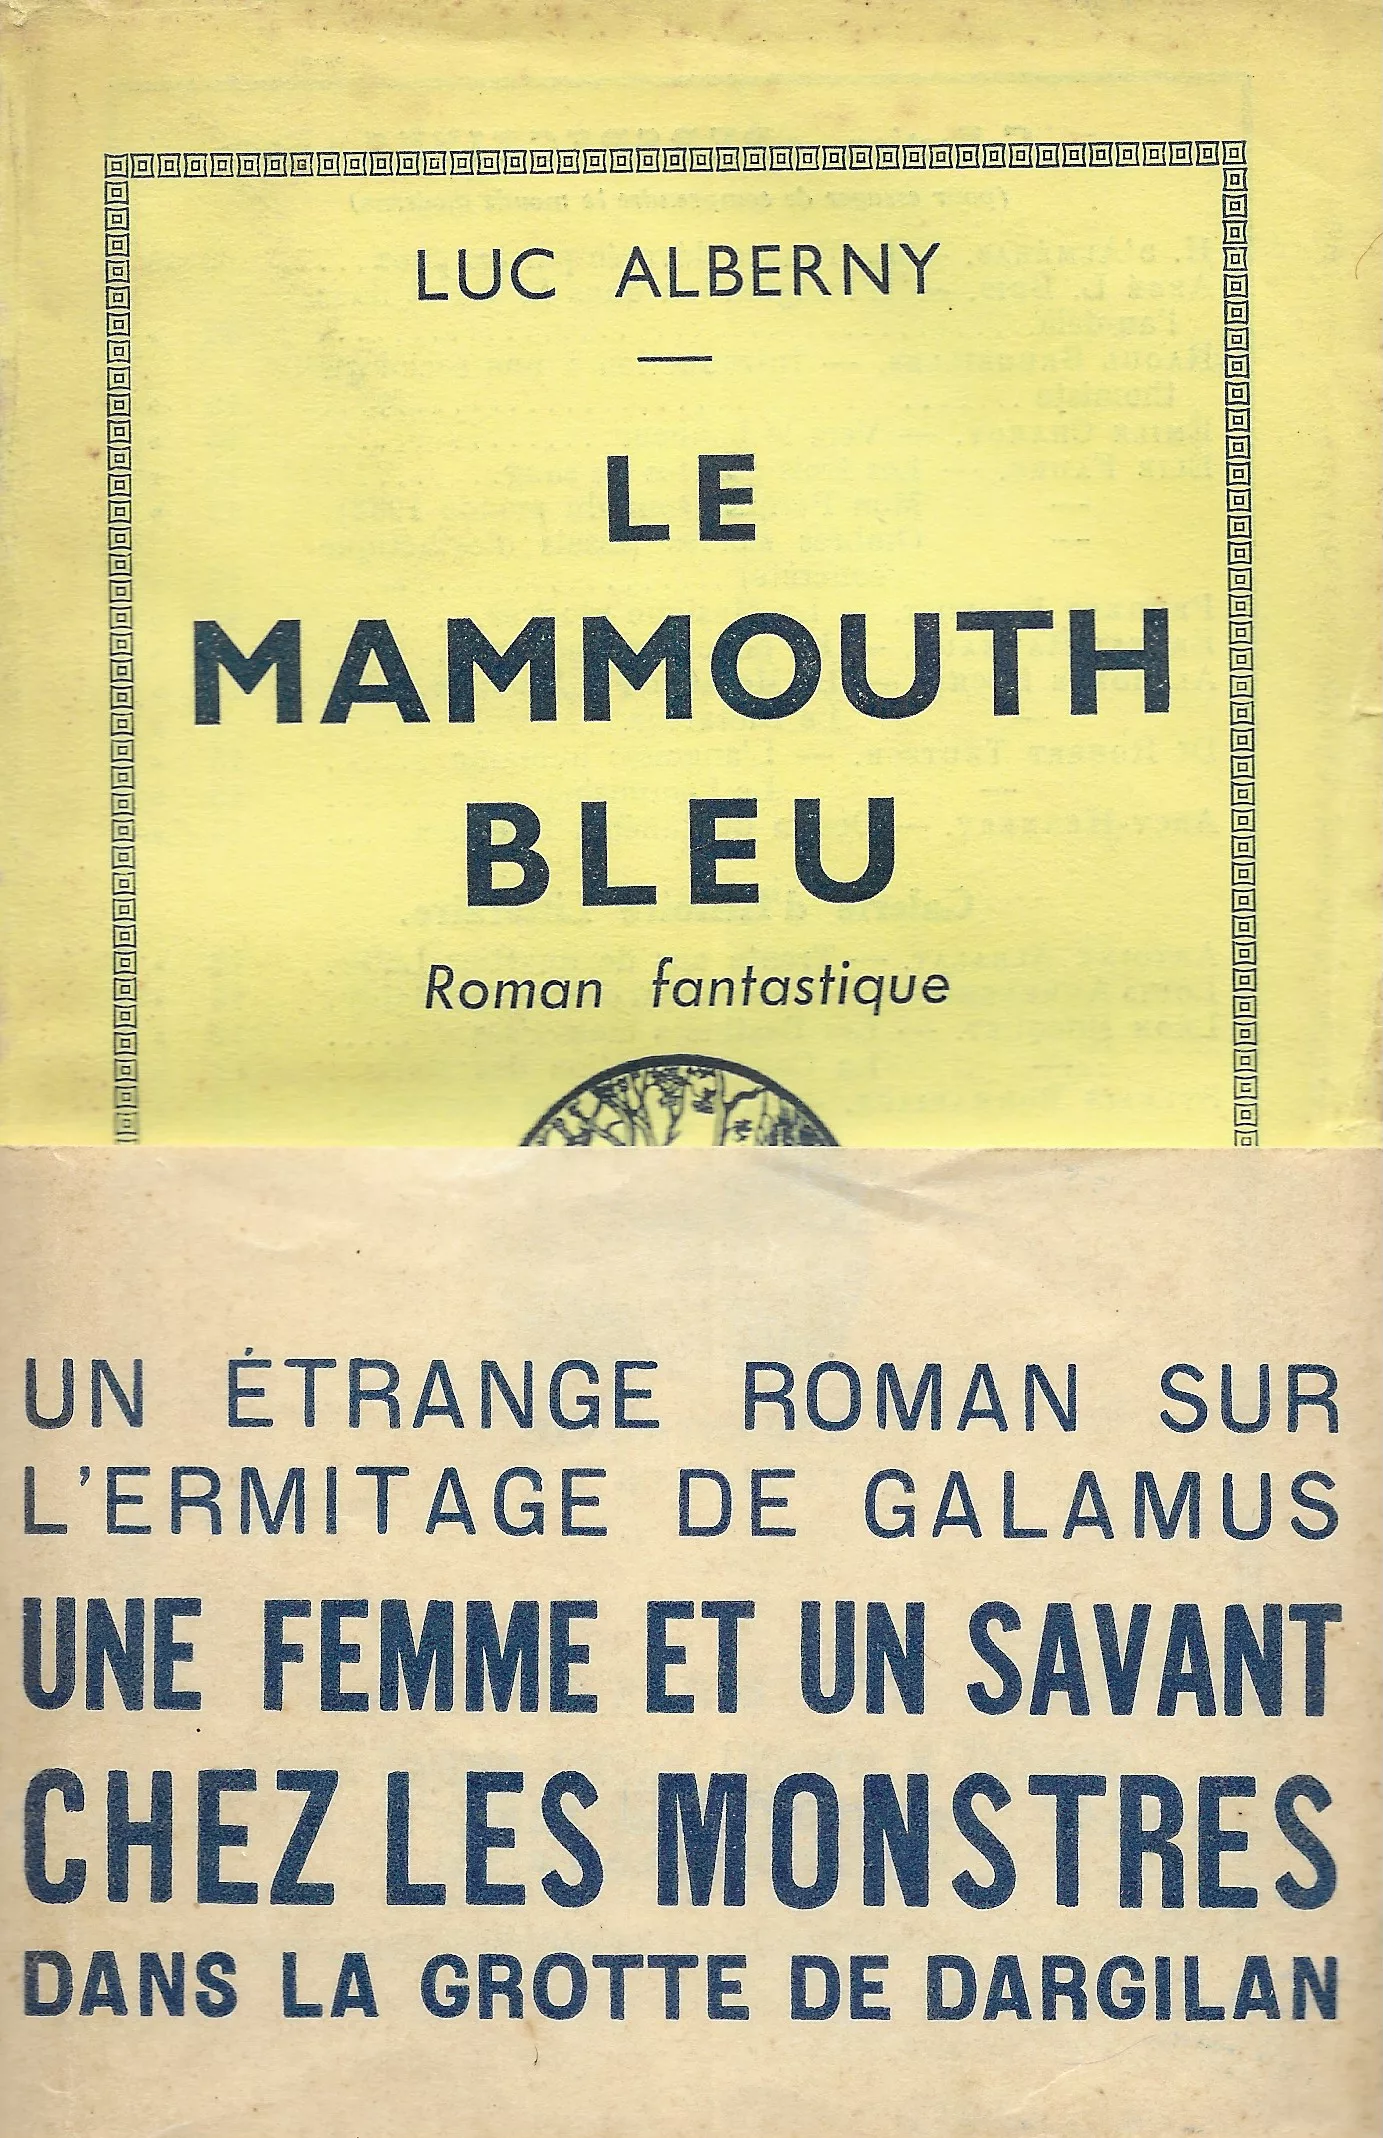 LUC ALBERNY
LE
MAMMOUTH
BLEU
Roman fantastique
UN ÉTRANGE ROMAN SUR
L'ERMITAGE DE GALAMUS
UNE FEMME ET UN SAVANT
CHEZ LES MONSTRES
DANS LA GROTTE DE DARGILAN